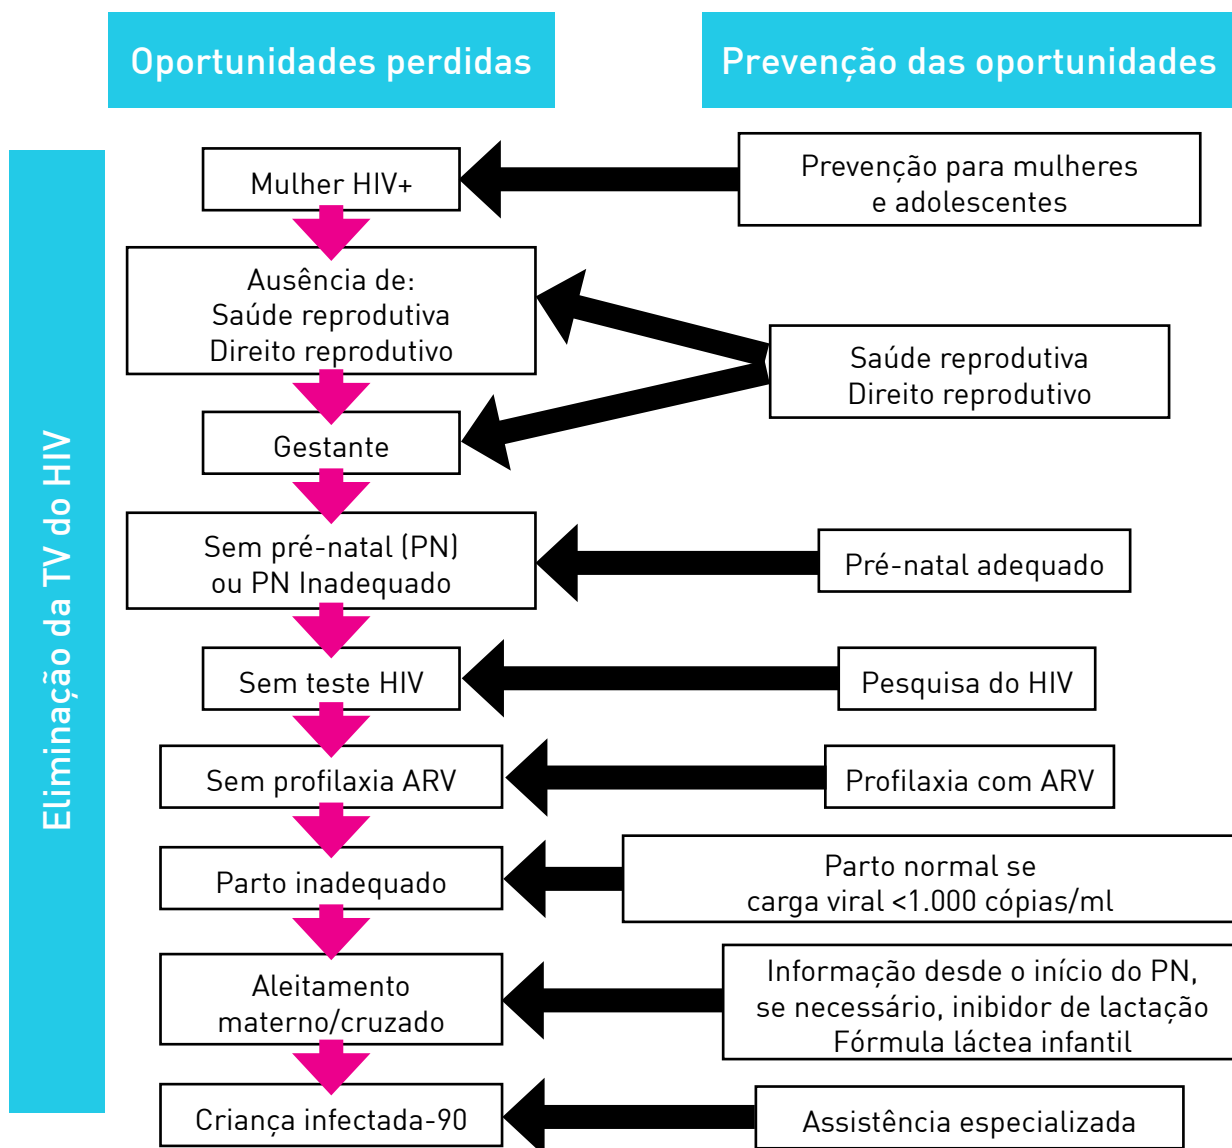 Oportunidades perdidas
Prevenção das oportunidades
Eliminação da TV do HIV
Mulher HIV+
Prevenção para mulheres
e adolescentes
Ausência de:
Saúde reprodutiva
Direito reprodutivo
Saúde reprodutiva
Direito reprodutivo
Gestante
Sem pré-natal (PN)
ou PN Inadequado
Pré-natal adequado
Sem teste HIV
Pesquisa do HIV
Sem profilaxia ARV
Profilaxia com ARV
Parto inadequado
Parto normal se
carga viral <1.000 cópias/ml
Aleitamento
materno/cruzado
Informação desde o início do PN,
se necessário, inibidor de lactação
Fórmula láctea infantil
Criança infectada-90
Assistência especializada